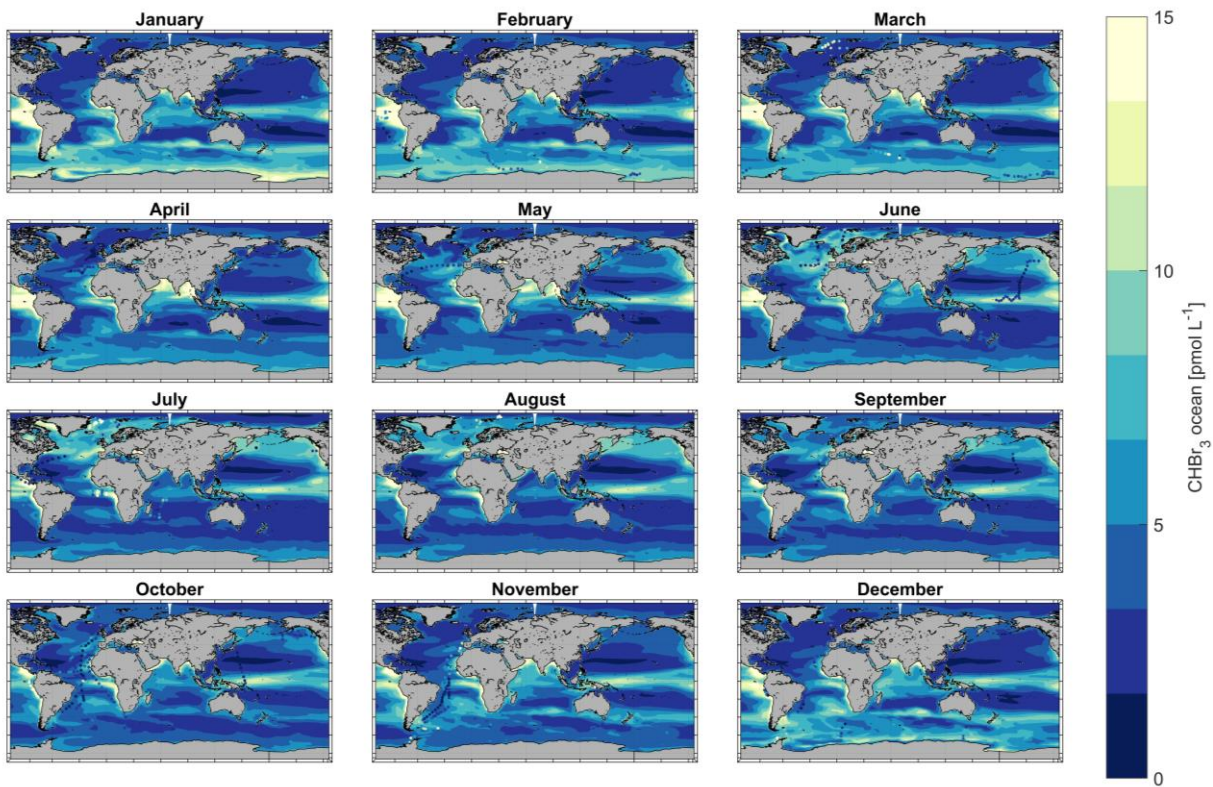 January
February
March
April
May
June
July
August
September
October
November
December
15
10
5
0
CHBr₃ ocean [pmol L⁻¹]